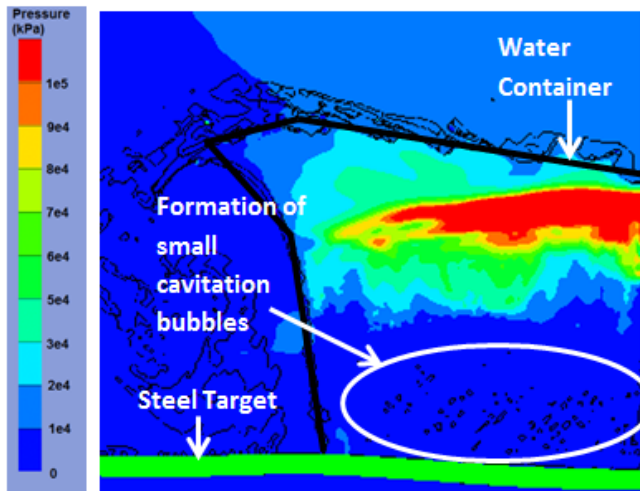 Pressure
(kPa)
1e5
9e4
8e4
7e4
6e4
5e4
3e4
2e4
1e4
0
Water
Container
Formation of
small
cavitation
bubbles
Steel Target